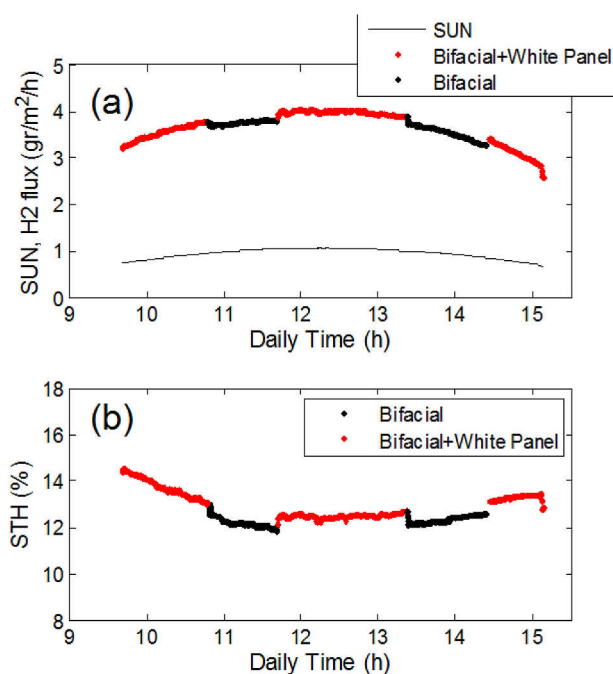 SUN
Bifacial+White Panel
Bifacial
(a)
SUN, H2 flux (gr/m²/h)
5
4
3
2
1
0
9 10 11 12 13 14 15
Daily Time (h)
(b)
Bifacial
Bifacial+White Panel
STH (%)
18
16
14
12
10
8
9 10 11 12 13 14 15
Daily Time (h)